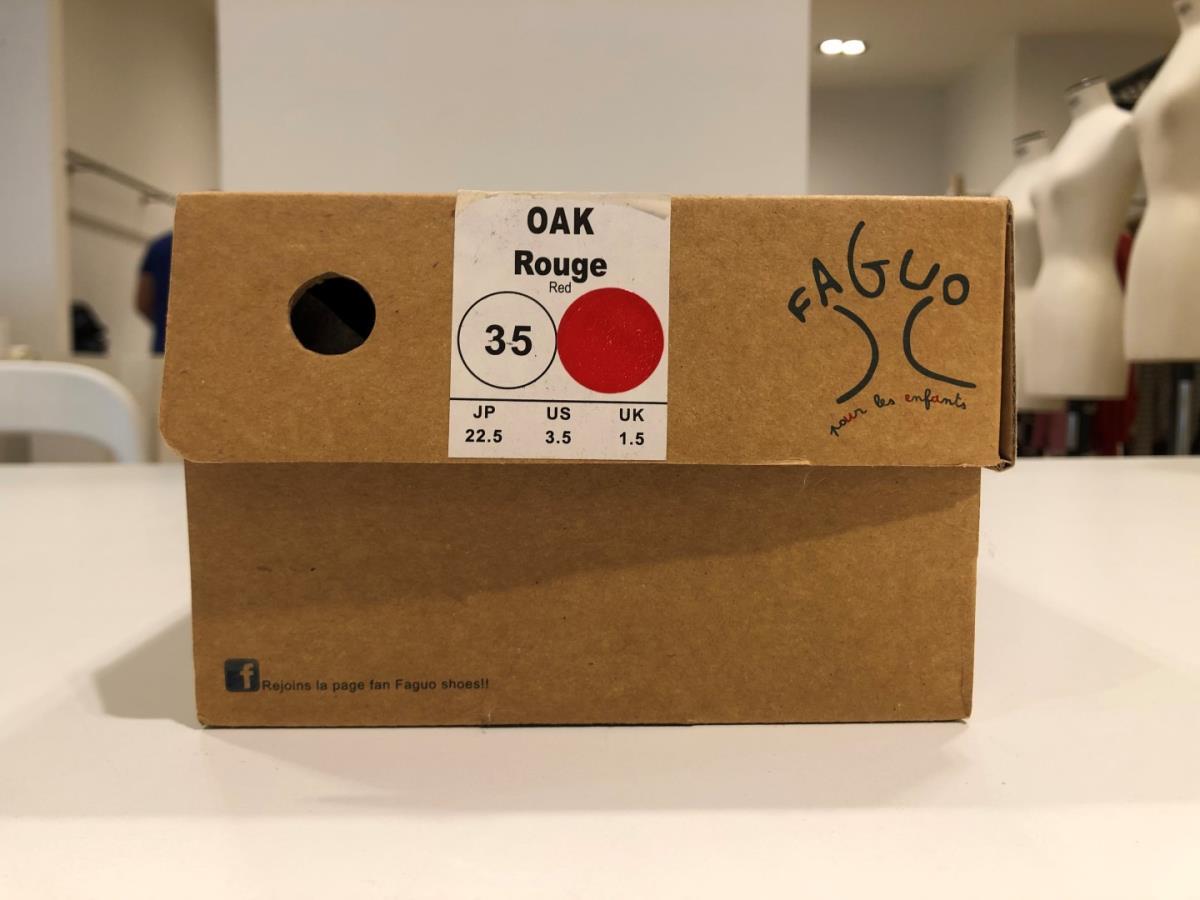 OAK
Rouge
Red
35
JP US UK
22.5 3.5 1.5
FAGUO
pour les enfants
f Rejoins la page fan Faguo shoes!!